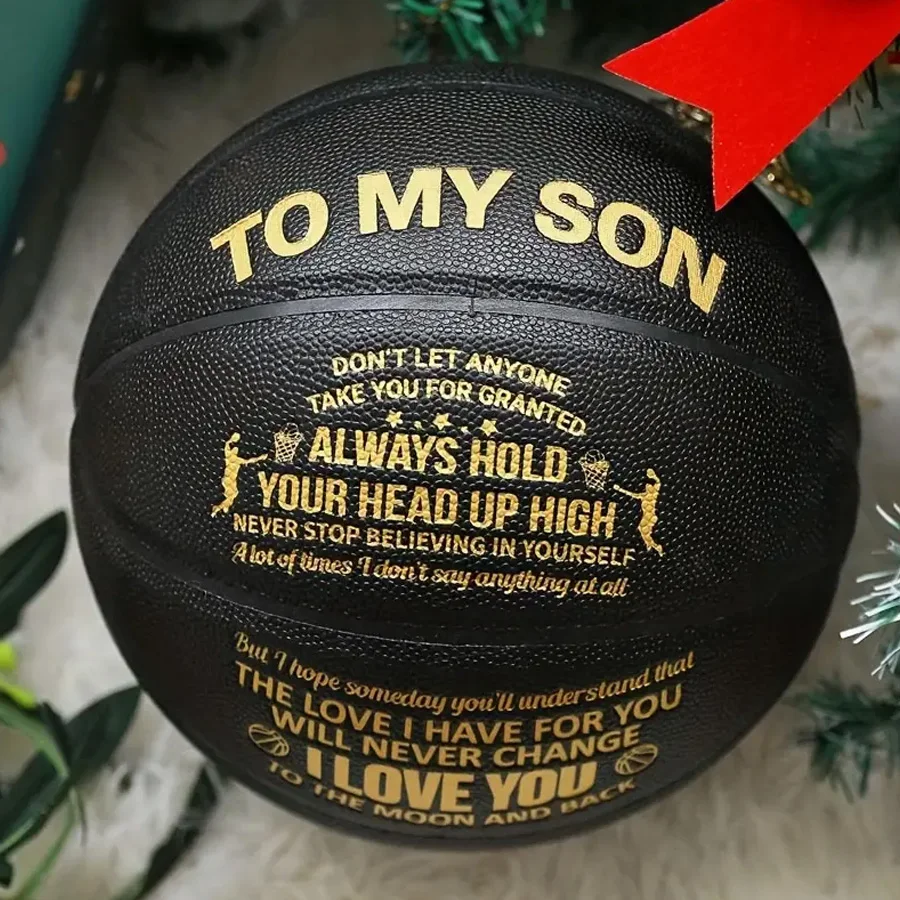 TO MY SON
DON'T LET ANYONE
TAKE YOU FOR GRANTED
ALWAYS HOLD
YOUR HEAD UP HIGH
NEVER STOP BELIEVING IN YOURSELF
A lot of times I don't say anything at all
But I hope someday you'll understand that
THE LOVE I HAVE FOR YOU
WILL NEVER CHANGE
I LOVE YOU
TO THE MOON AND BACK